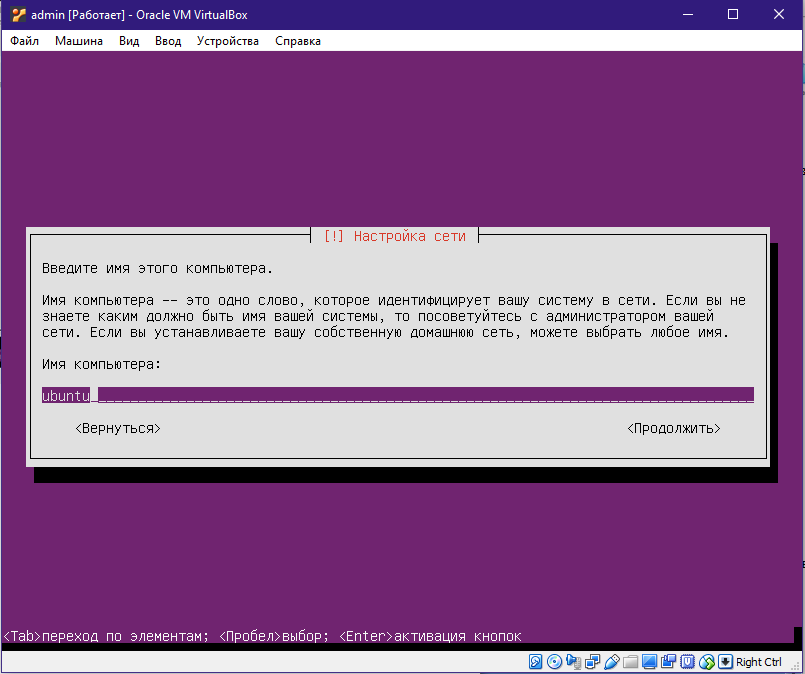 admin [Работает] - Oracle VM VirtualBox
Файл Машина Вид Ввод Устройства Справка
[!] Настройка сети
Введите имя этого компьютера.
Имя компьютера -- это одно слово, которое идентифицирует вашу систему в сети. Если вы не
знаете каким должно быть имя вашей системы, то посоветуйтесь с администратором вашей
сети. Если вы устанавливаете вашу собственную домашнюю сеть, можете выбрать любое имя.
Имя компьютера:
ubuntu
<Вернуться> <Продолжить>
<Tab>переход по элементам; <Пробел>выбор; <Enter>активация кнопок
Right Ctrl